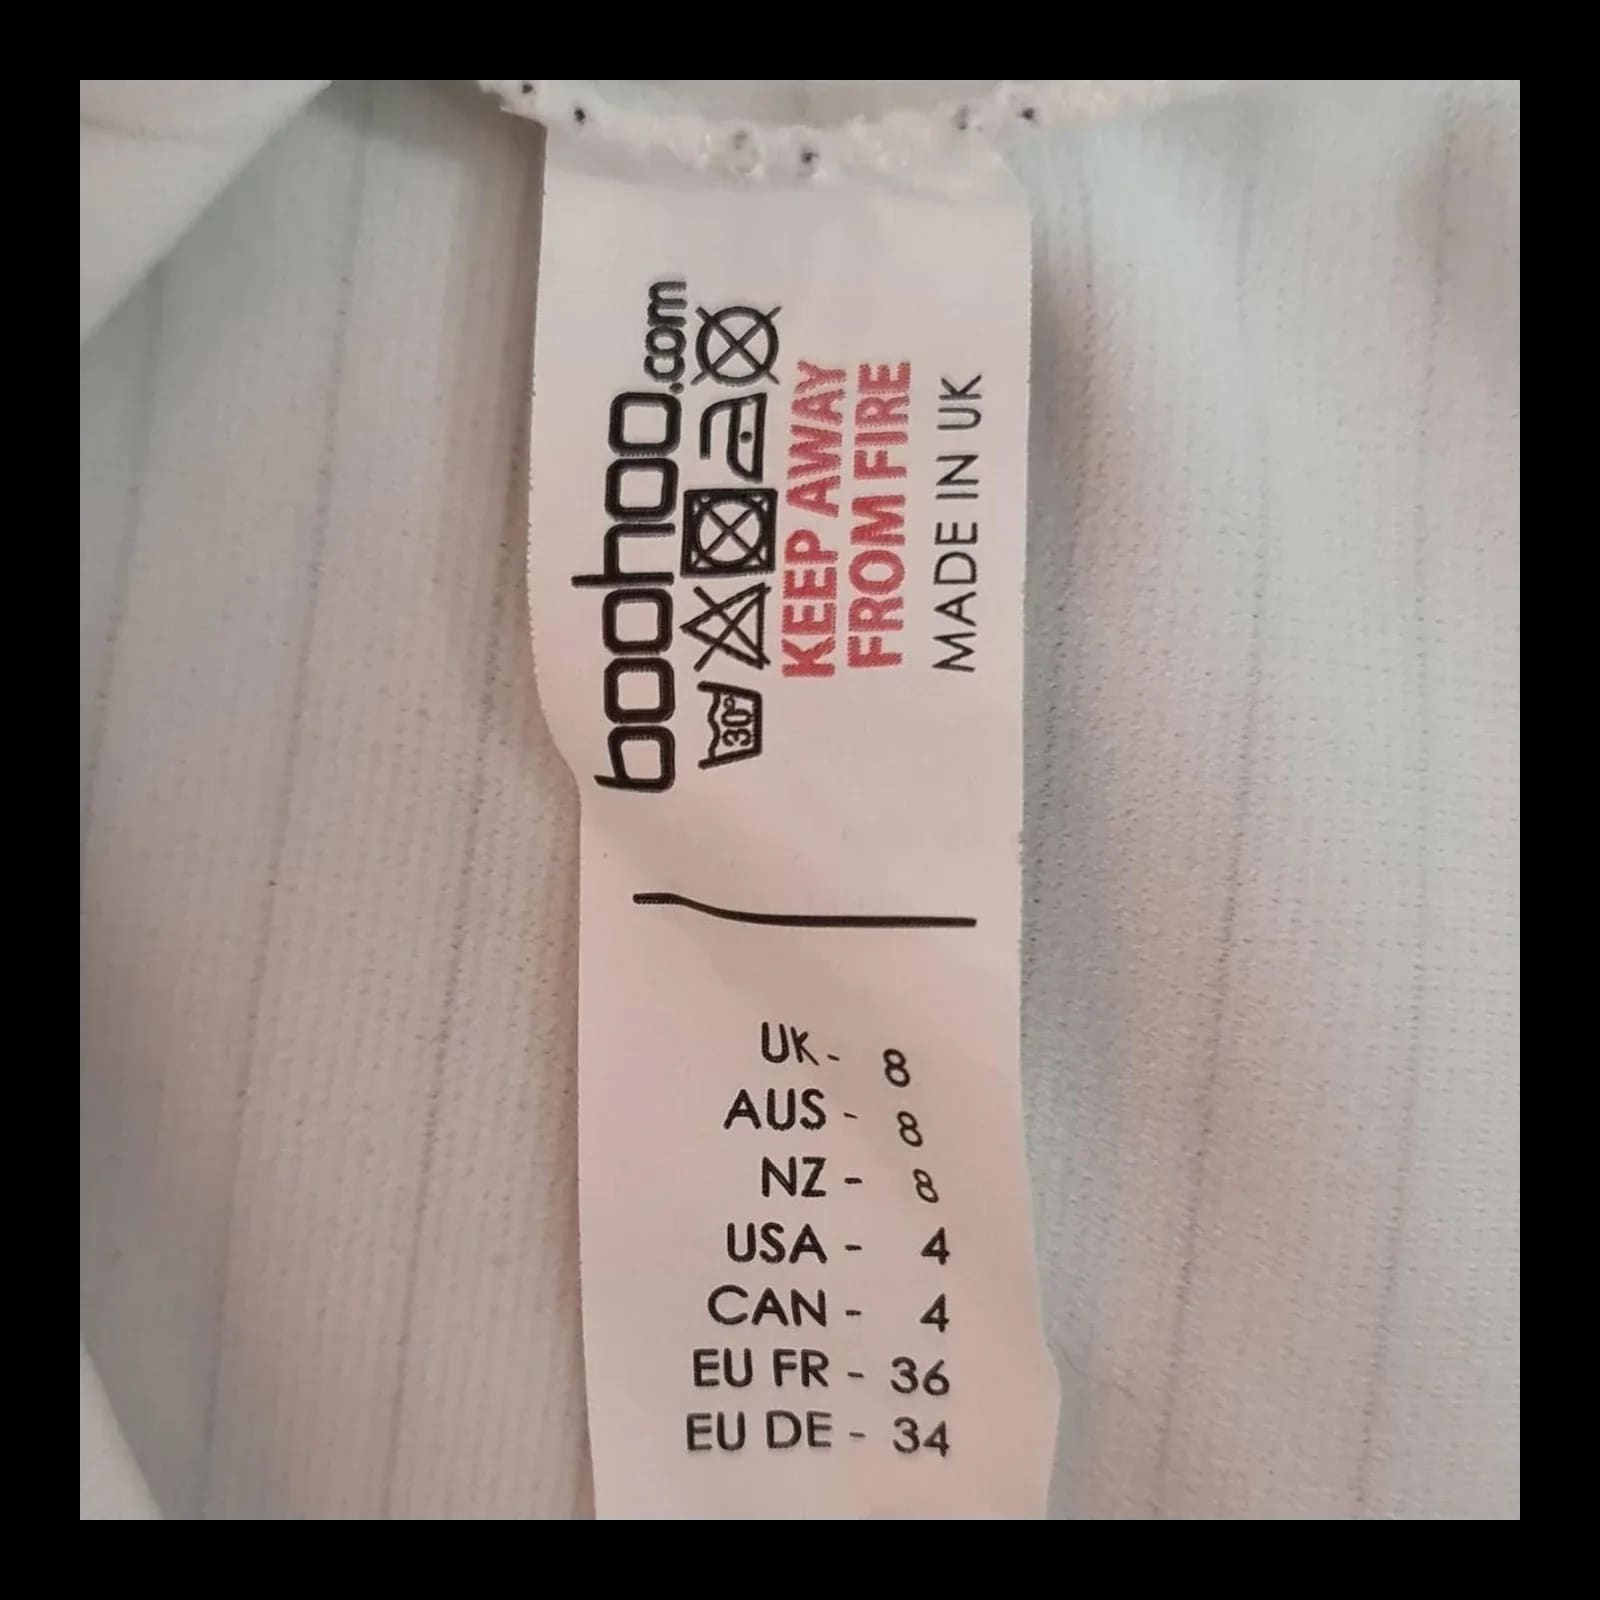 boohoo.com
30°
KEEP AWAY
FROM FIRE
MADE IN UK
UK - 8
AUS - 8
NZ - 8
USA - 4
CAN - 4
EU FR - 36
EU DE - 34